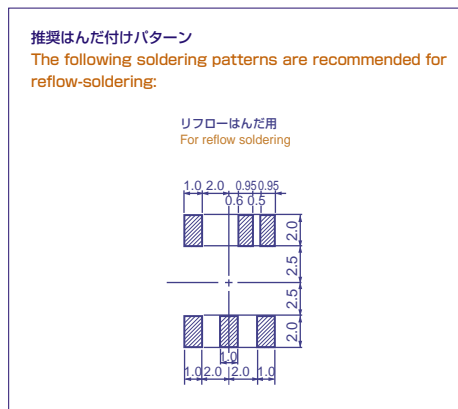 推奨はんだ付けパターン
The following soldering patterns are recommended for
reflow-soldering:
リフローはんだ用
For reflow soldering
1.0 2.0 0.95 0.95
0.6 0.5
2.0
2.5
2.5
2.0
1.0
1.0 2.0 2.0 1.0